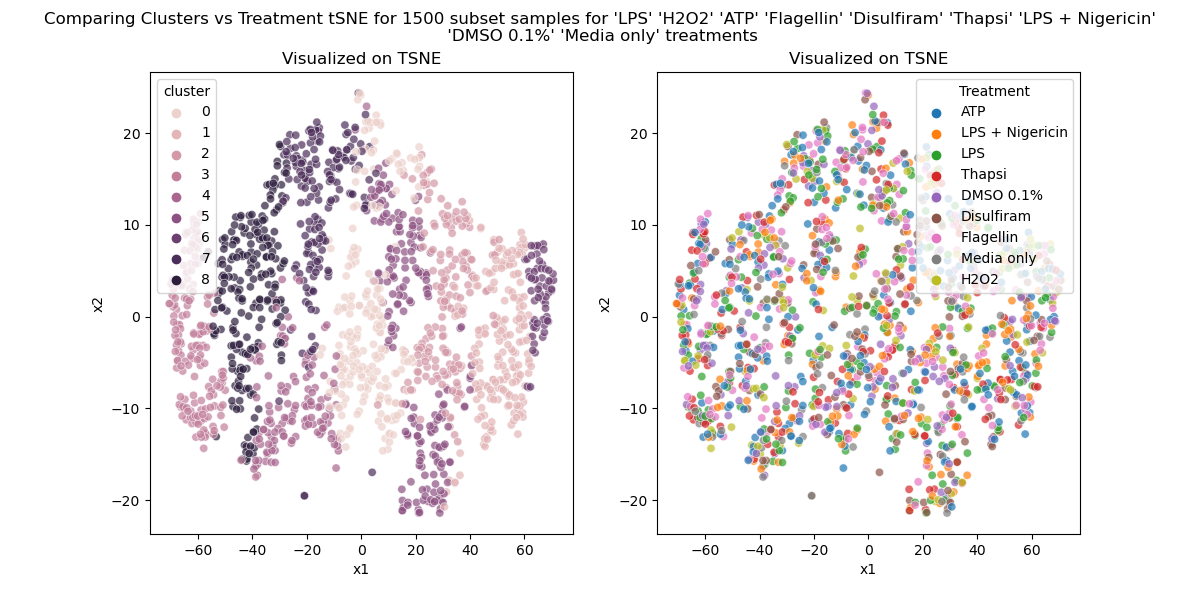 Comparing Clusters vs Treatment tSNE for 1500 subset samples for 'LPS' 'H2O2' 'ATP' 'Flagellin' 'Disulfiram' 'Thapsi' 'LPS + Nigericin'
'DMSO 0.1%' 'Media only' treatments
Visualized on TSNE
cluster
0
1
2
3
4
5
6
7
8
20
10
0
−10
−20
x2
−60 −40 −20 0 20 40 60
x1
Visualized on TSNE
Treatment
ATP
LPS + Nigericin
LPS
Thapsi
DMSO 0.1%
Disulfiram
Flagellin
Media only
H2O2
20
10
0
−10
−20
x2
−60 −40 −20 0 20 40 60
x1